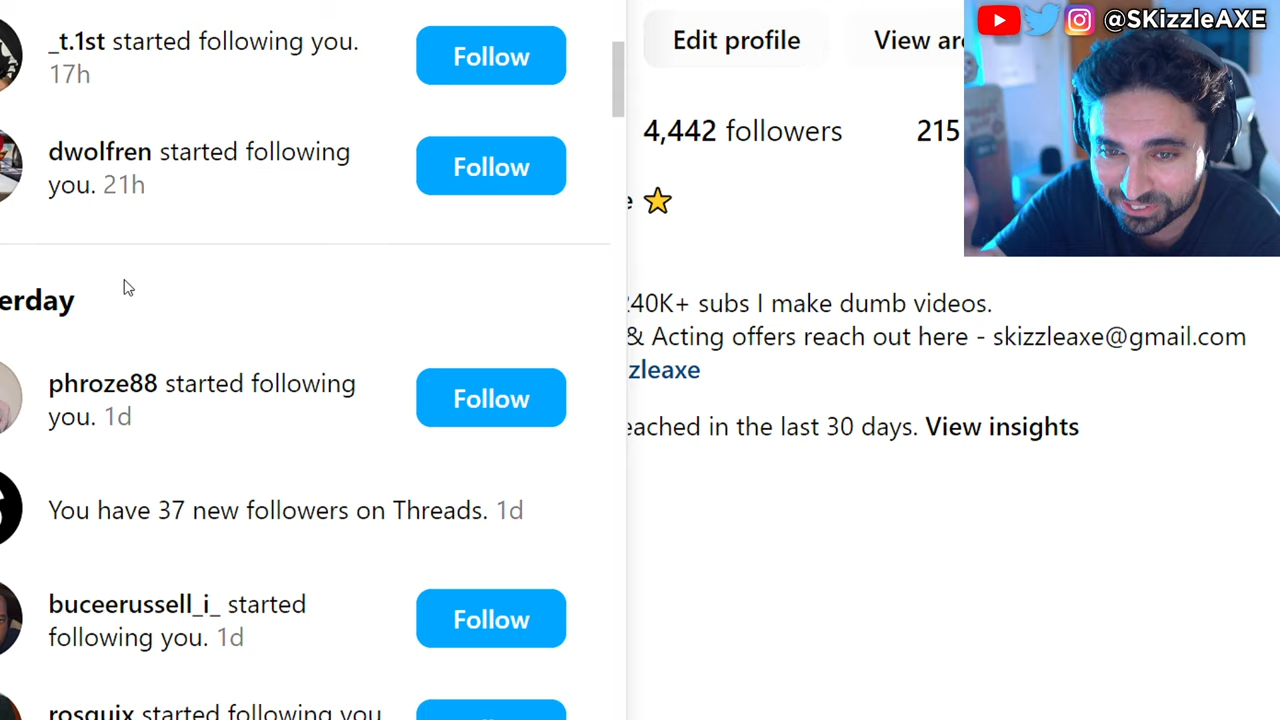 _t.1st started following you.
17h
Follow
dwolfren started following
you. 21h
Follow
erday
phroze88 started following
you. 1d
Follow
You have 37 new followers on Threads. 1d
buceerussell_i_ started
following you. 1d
Follow
rosquix started following you
Edit profile
View arc
4,442 followers
215
e ⭐
240K+ subs I make dumb videos.
& Acting offers reach out here - skizzleaxe@gmail.com
zleaxe
eached in the last 30 days. View insights
@SKizzleAXE